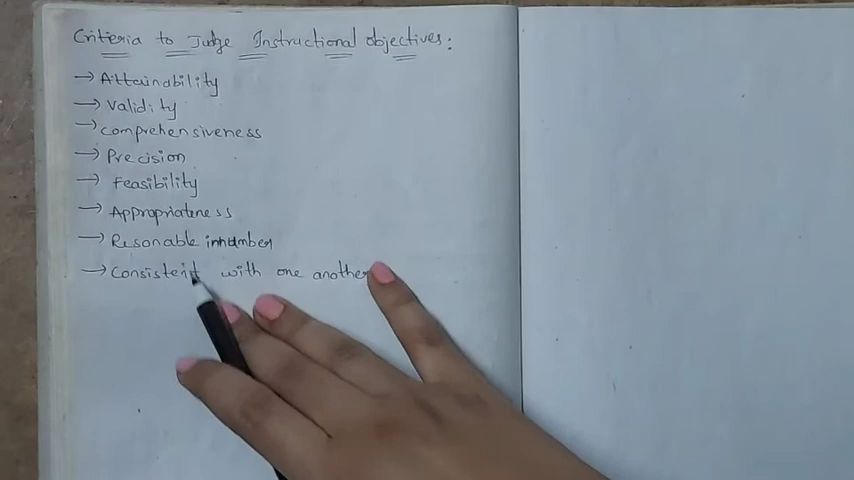 Criteria to Judge Instructional objectives:
→ Attainability
→ Validity
→ comprehensiveness
→ Precision
→ Feasibility
→ Appropriateness
→ Resonable innumber
→ Consistent with one another